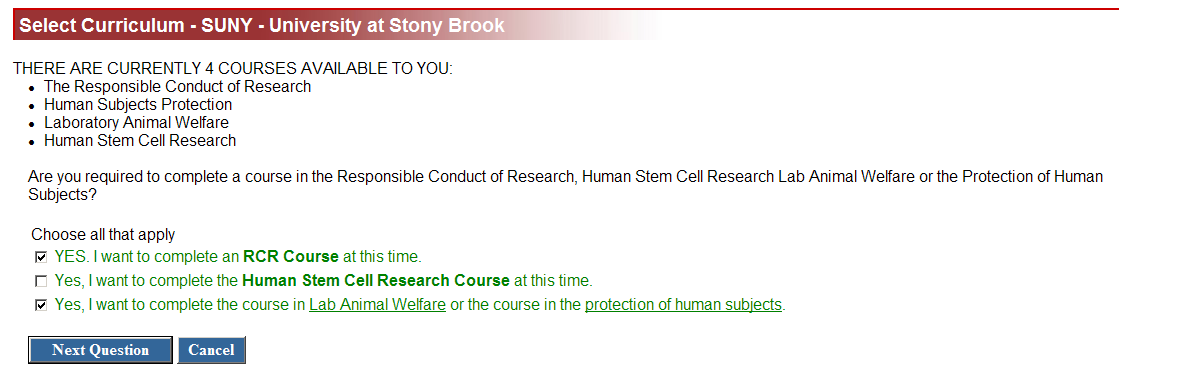 Select Curriculum - SUNY - University at Stony Brook
THERE ARE CURRENTLY 4 COURSES AVAILABLE TO YOU:
• The Responsible Conduct of Research
• Human Subjects Protection
• Laboratory Animal Welfare
• Human Stem Cell Research
Are you required to complete a course in the Responsible Conduct of Research, Human Stem Cell Research Lab Animal Welfare or the Protection of Human
Subjects?
Choose all that apply
YES. I want to complete an RCR Course at this time.
Yes, I want to complete the Human Stem Cell Research Course at this time.
Yes, I want to complete the course in Lab Animal Welfare or the course in the protection of human subjects.
Next Question Cancel